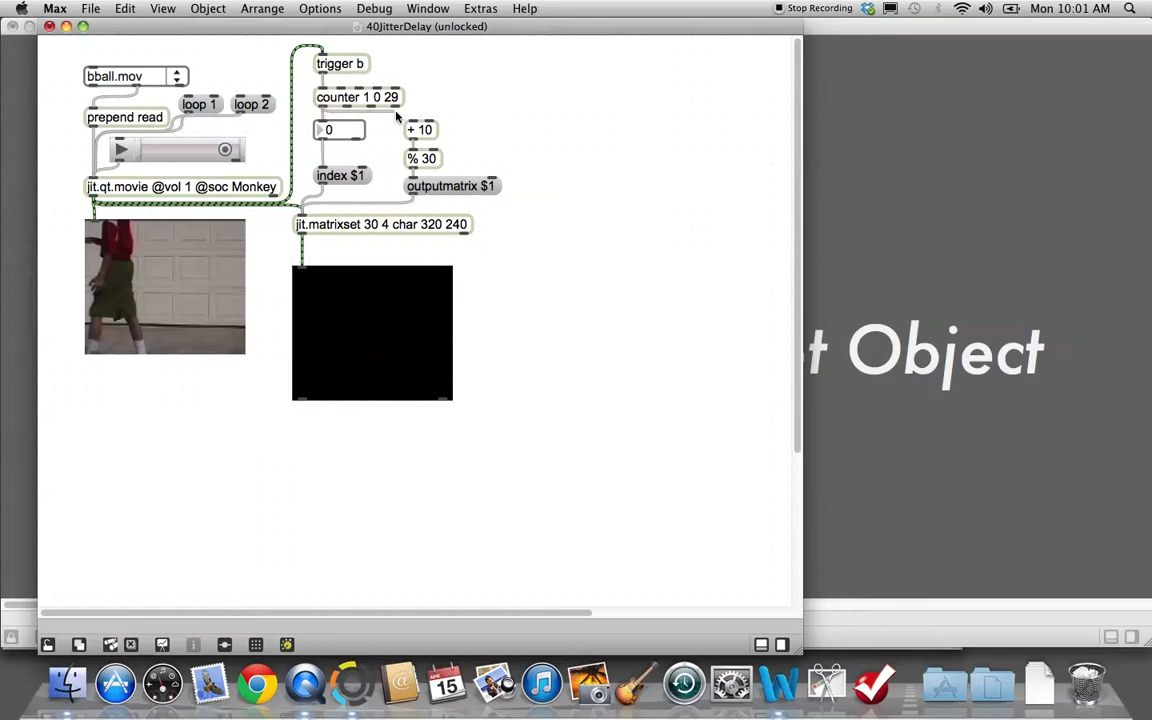 Max File Edit View Object Arrange Options Debug Window Extras Help Stop Recording Mon 10:01 AM
40JitterDelay (unlocked)
trigger b
bball.mov
counter 1 0 29
loop 1 loop 2
prepend read
0
+ 10
% 30
index $1
jit.qt.movie @vol 1 @soc Monkey
outputmatrix $1
jit.matrixset 30 4 char 320 240
Object
APR
15